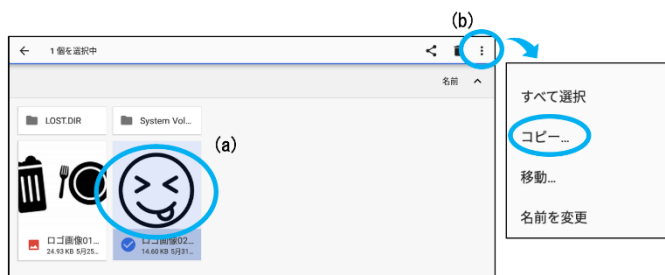 (b)
1 個を選択中
名前
LOST.DIR
System Vol...
(a)
ロゴ画像01...
24.93 KB 5月25...
ロゴ画像02...
14.60 KB 5月31...
すべて選択
コピー...
移動...
名前を変更